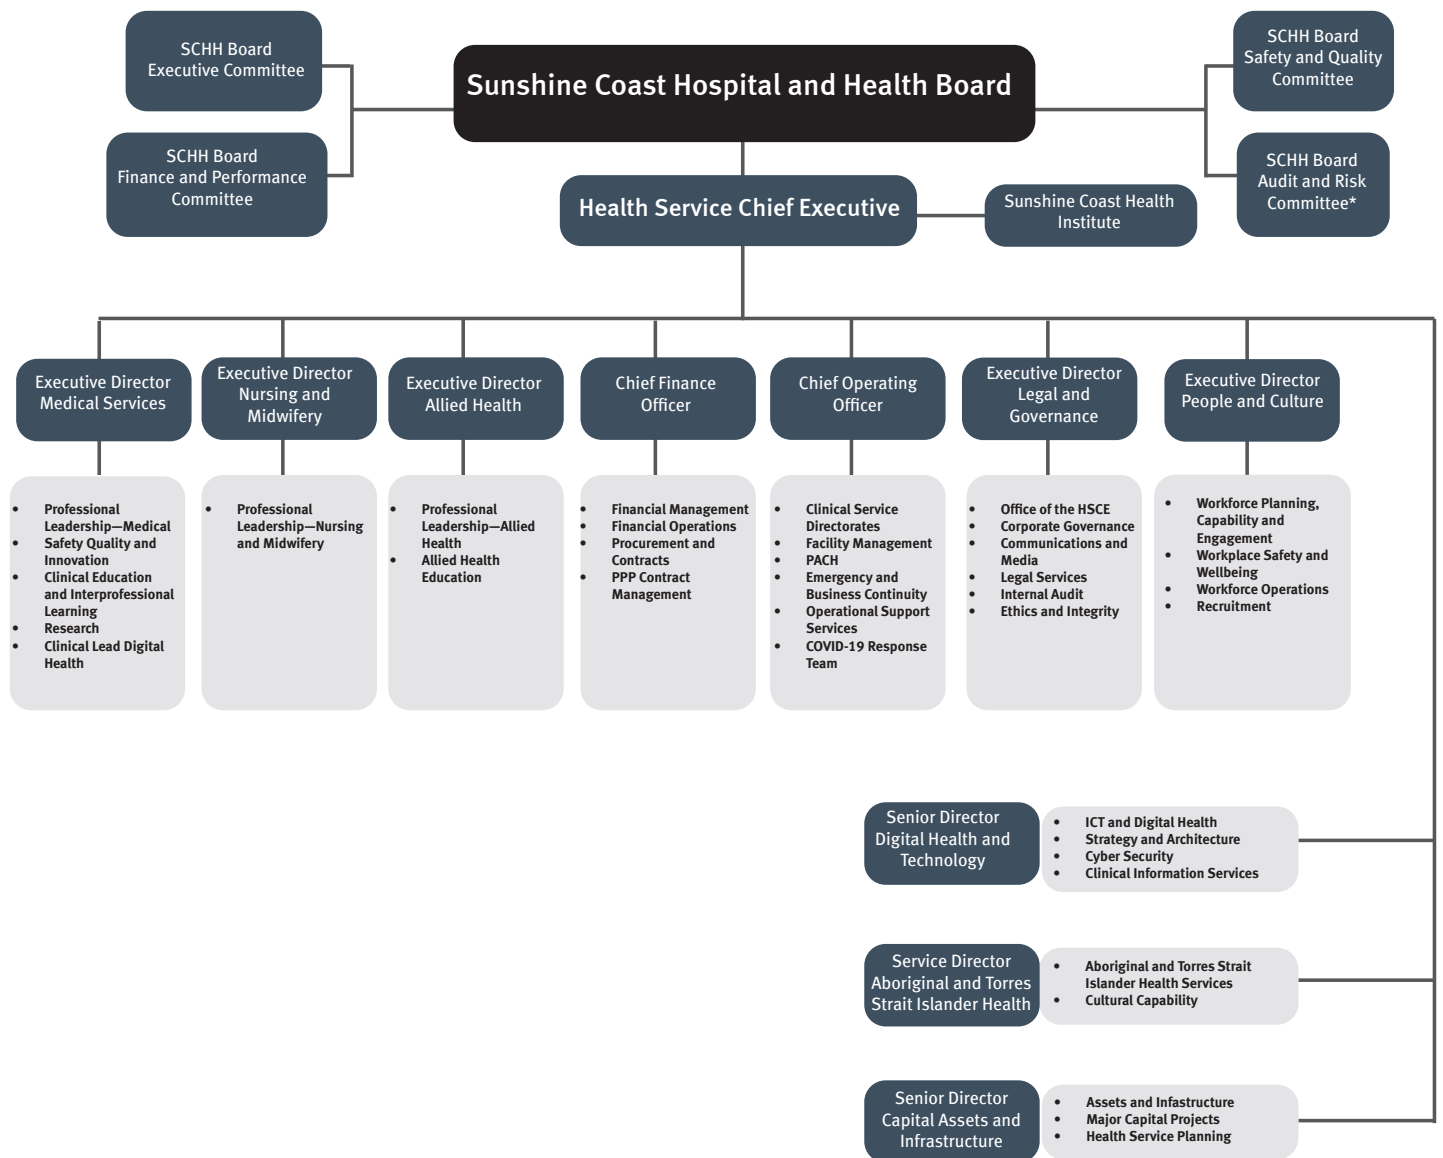 SCHH Board
Executive Committee
SCHH Board
Finance and Performance
Committee
Sunshine Coast Hospital and Health Board
SCHH Board
Safety and Quality
Committee
SCHH Board
Audit and Risk
Committee*
Health Service Chief Executive
Sunshine Coast Health
Institute
Executive Director
Medical Services
Executive Director
Nursing and
Midwifery
Executive Director
Allied Health
Chief Finance
Officer
Chief Operating
Officer
Executive Director
Legal and
Governance
Executive Director
People and Culture
• Professional
Leadership—Medical
• Safety Quality and
Innovation
• Clinical Education
and Interprofessional
Learning
• Research
• Clinical Lead Digital
Health
• Professional
Leadership—Nursing
and Midwifery
• Professional
Leadership—Allied
Health
• Allied Health
Education
• Financial Management
• Financial Operations
• Procurement and
Contracts
• PPP Contract
Management
• Clinical Service
Directorates
• Facility Management
• PACH
• Emergency and
Business Continuity
• Operational Support
Services
• COVID-19 Response
Team
• Office of the HSCE
• Corporate Governance
• Communications and
Media
• Legal Services
• Internal Audit
• Ethics and Integrity
• Workforce Planning,
Capability and
Engagement
• Workplace Safety and
Wellbeing
• Workforce Operations
• Recruitment
Senior Director
Digital Health and
Technology
• ICT and Digital Health
• Strategy and Architecture
• Cyber Security
• Clinical Information Services
Service Director
Aboriginal and Torres
Strait Islander Health
• Aboriginal and Torres Strait
Islander Health Services
• Cultural Capability
Senior Director
Capital Assets and
Infrastructure
• Assets and Infastructure
• Major Capital Projects
• Health Service Planning